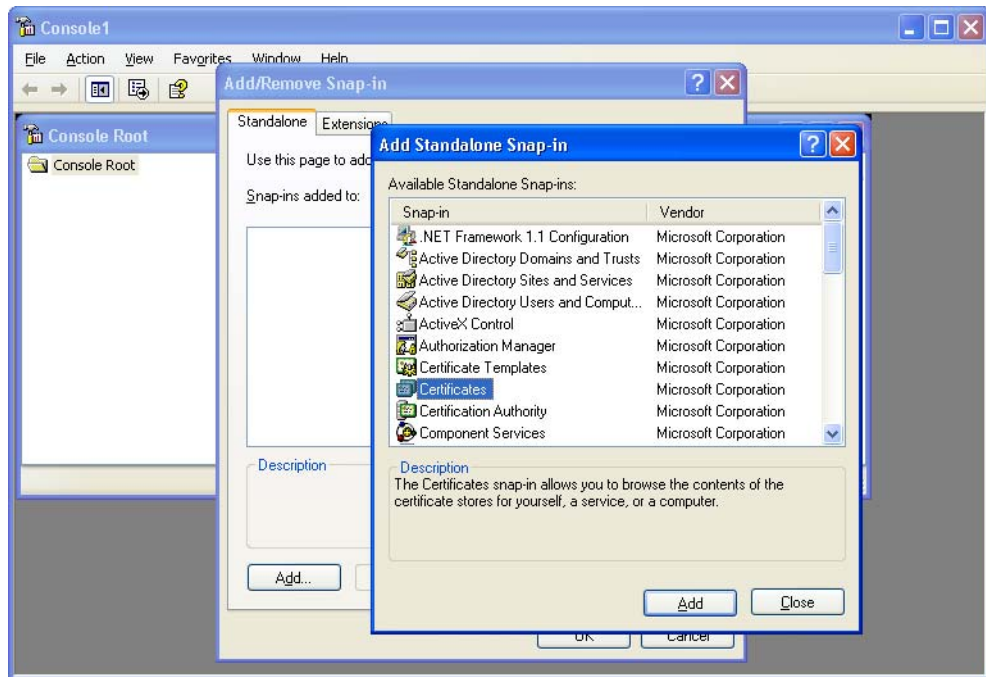 Console1
File Action View Favorites Window Help
Add/Remove Snap-in
Console Root
Console Root
Standalone Extensions
Use this page to add
Snap-ins added to:
Description
Add...
OK Cancel
Add Standalone Snap-in
Available Standalone Snap-ins:
Snap-in Vendor
.NET Framework 1.1 Configuration Microsoft Corporation
Active Directory Domains and Trusts Microsoft Corporation
Active Directory Sites and Services Microsoft Corporation
Active Directory Users and Comput... Microsoft Corporation
ActiveX Control Microsoft Corporation
Authorization Manager Microsoft Corporation
Certificate Templates Microsoft Corporation
Certificates Microsoft Corporation
Certification Authority Microsoft Corporation
Component Services Microsoft Corporation
Description
The Certificates snap-in allows you to browse the contents of the
certificate stores for yourself, a service, or a computer.
Add Close